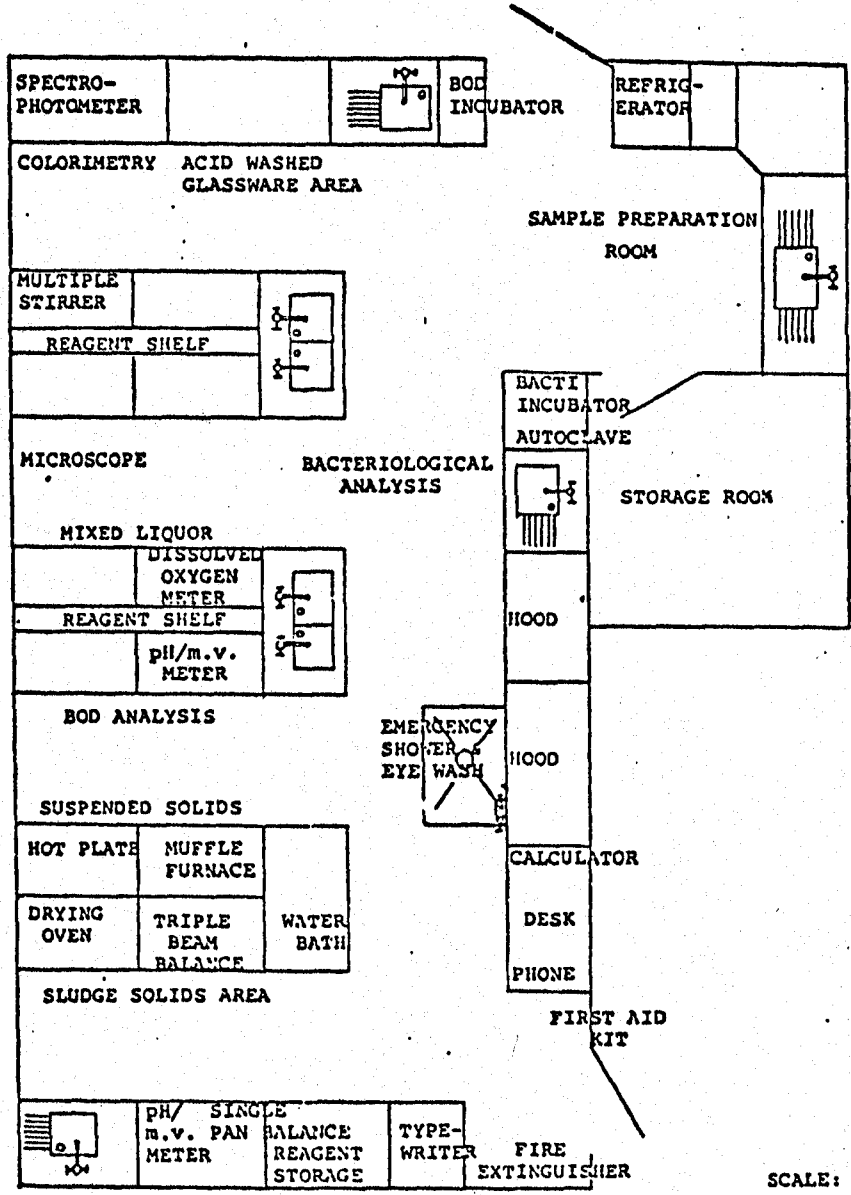 SPECTRO-
PHOTOMETER
BOD
INCUBATOR
REFRIG-
ERATOR
COLORIMETRY
ACID WASHED
GLASSWARE AREA
SAMPLE PREPARATION
ROOM
MULTIPLE
STIRRER
REAGENT SHELF
BACTI
INCUBATOR
AUTOCLAVE
MICROSCOPE
BACTERIOLOGICAL
ANALYSIS
STORAGE ROOM
MIXED LIQUOR
DISSOLVED
OXYGEN
METER
REAGENT SHELF
pH/m.v.
METER
HOOD
BOD ANALYSIS
EMERGENCY
SHOWER &
EYE WASH
HOOD
SUSPENDED SOLIDS
HOT PLATE
MUFFLE
FURNACE
CALCULATOR
DRYING
OVEN
TRIPLE
BEAM
BALANCE
WATER
BATH
DESK
PHONE
SLUDGE SOLIDS AREA
FIRST AID
KIT
pH/
m.v.
METER
SINGLE
PAN BALANCE
REAGENT
STORAGE
TYPE-
WRITER
FIRE
EXTINGUISHER
SCALE: